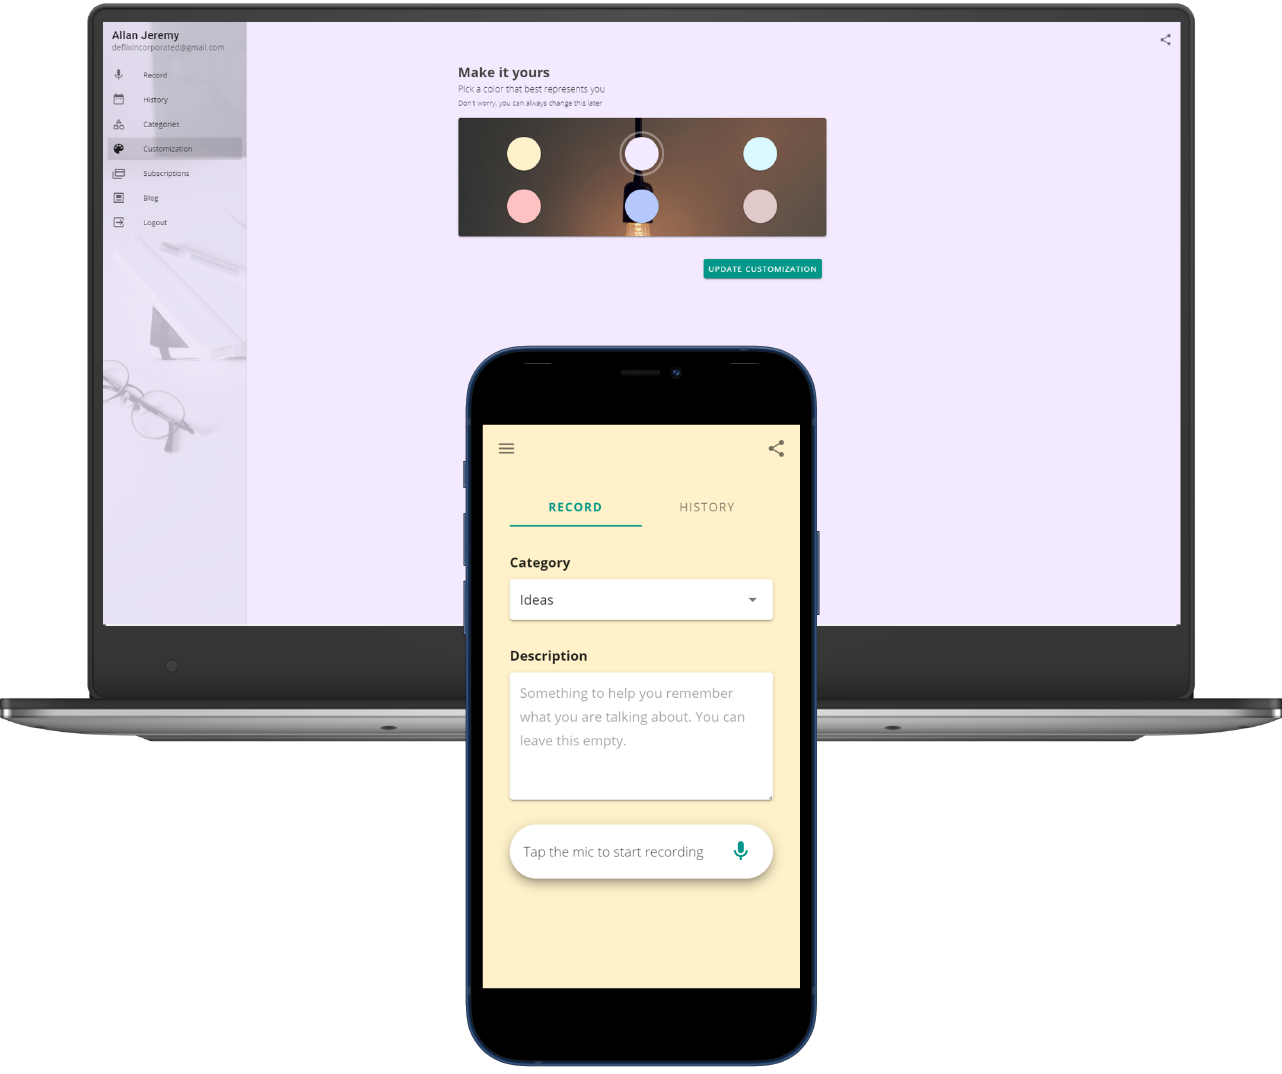 Allan Jeremy
deflixincorporated@gmail.com
Record
History
Categories
Customization
Subscriptions
Blog
Logout
Make it yours
Pick a color that best represents you
Don't worry, you can always change this later
UPDATE CUSTOMIZATION
RECORD
HISTORY
Category
Ideas
Description
Something to help you remember
what you are talking about. You can
leave this empty.
Tap the mic to start recording